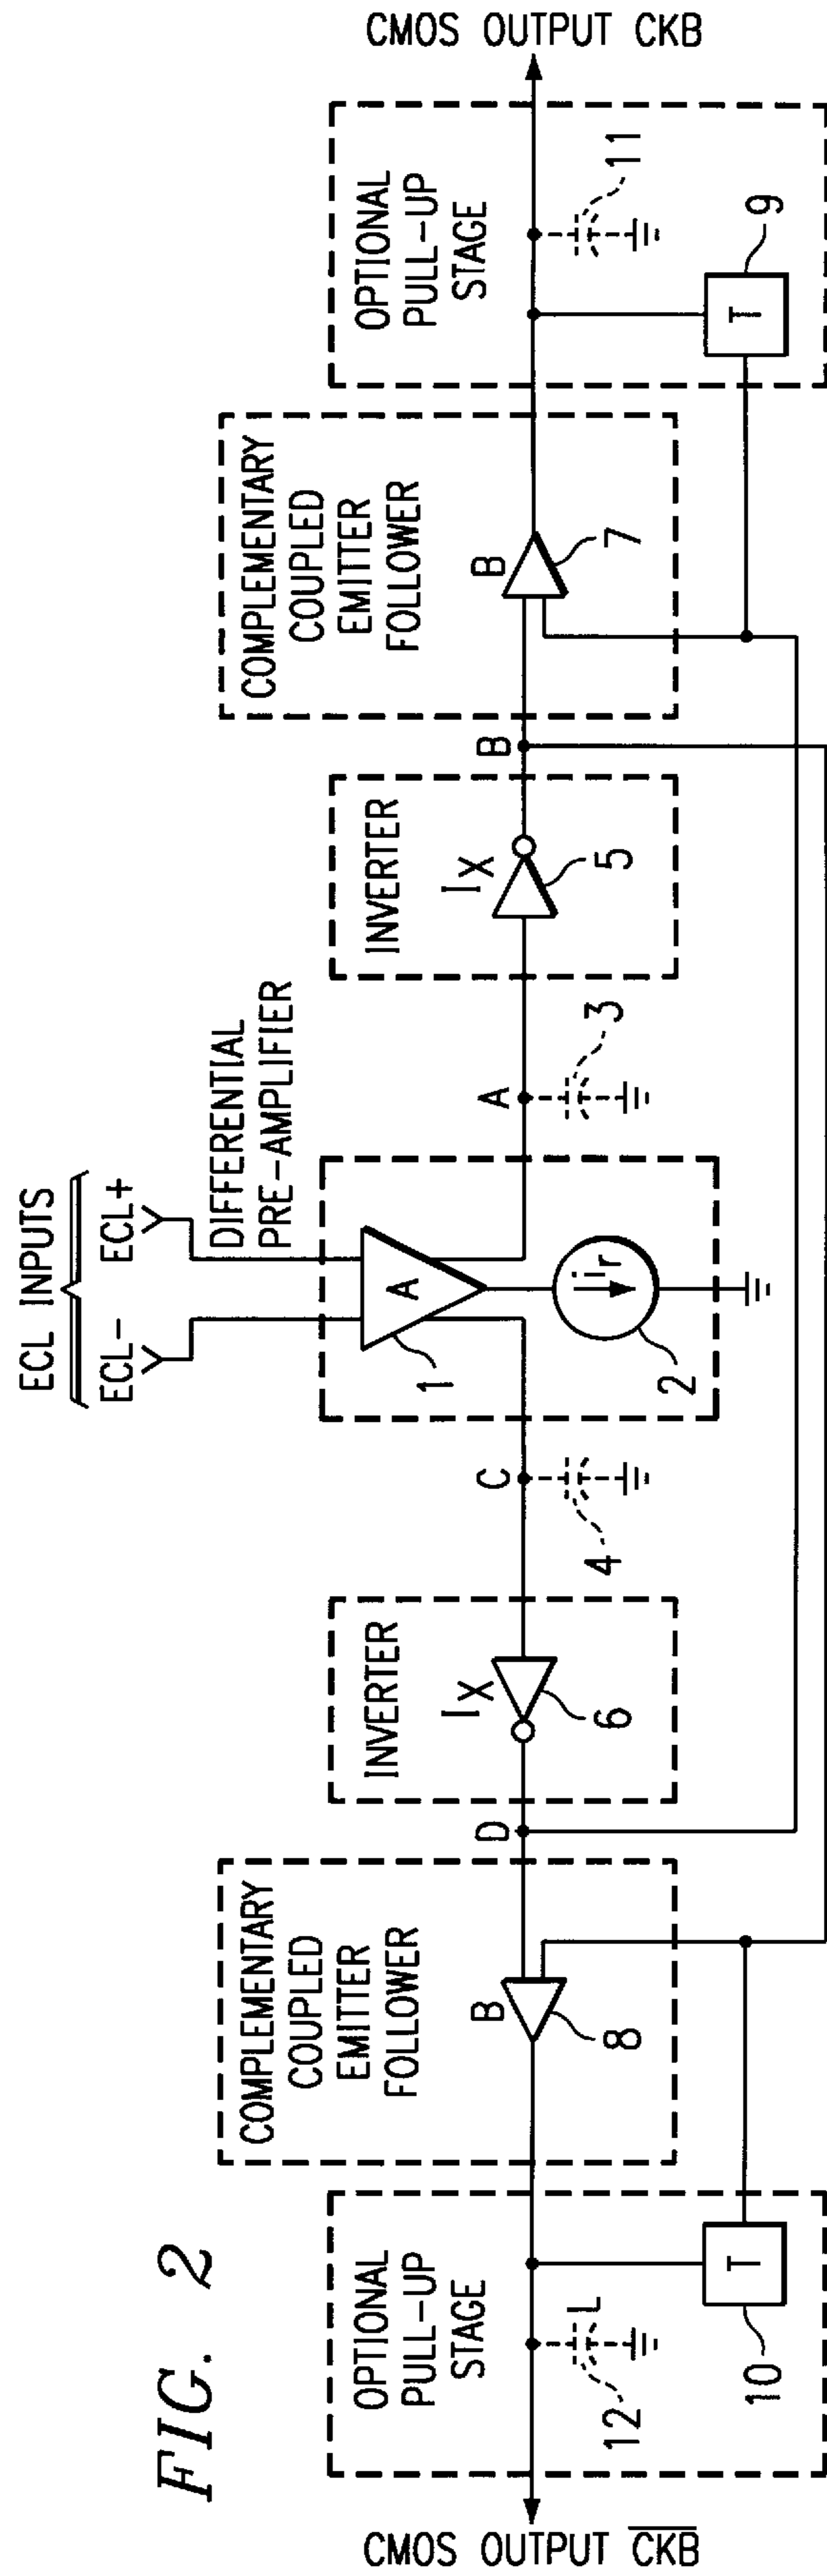 CMOS OUTPUT CKB
OPTIONAL
PULL-UP
STAGE
11
9
T
COMPLEMENTARY
COUPLED
EMITTER
FOLLOWER
B
7
B
INVERTER
IX
5
A
3
ECL INPUTS
ECL+
ECL-
DIFFERENTIAL
PRE-AMPLIFIER
A
1
ir
2
C
4
INVERTER
IX
6
D
COMPLEMENTARY
COUPLED
EMITTER
FOLLOWER
B
8
OPTIONAL
PULL-UP
STAGE
L
12
T
10
CMOS OUTPUT C̅K̅B̅
FIG. 2